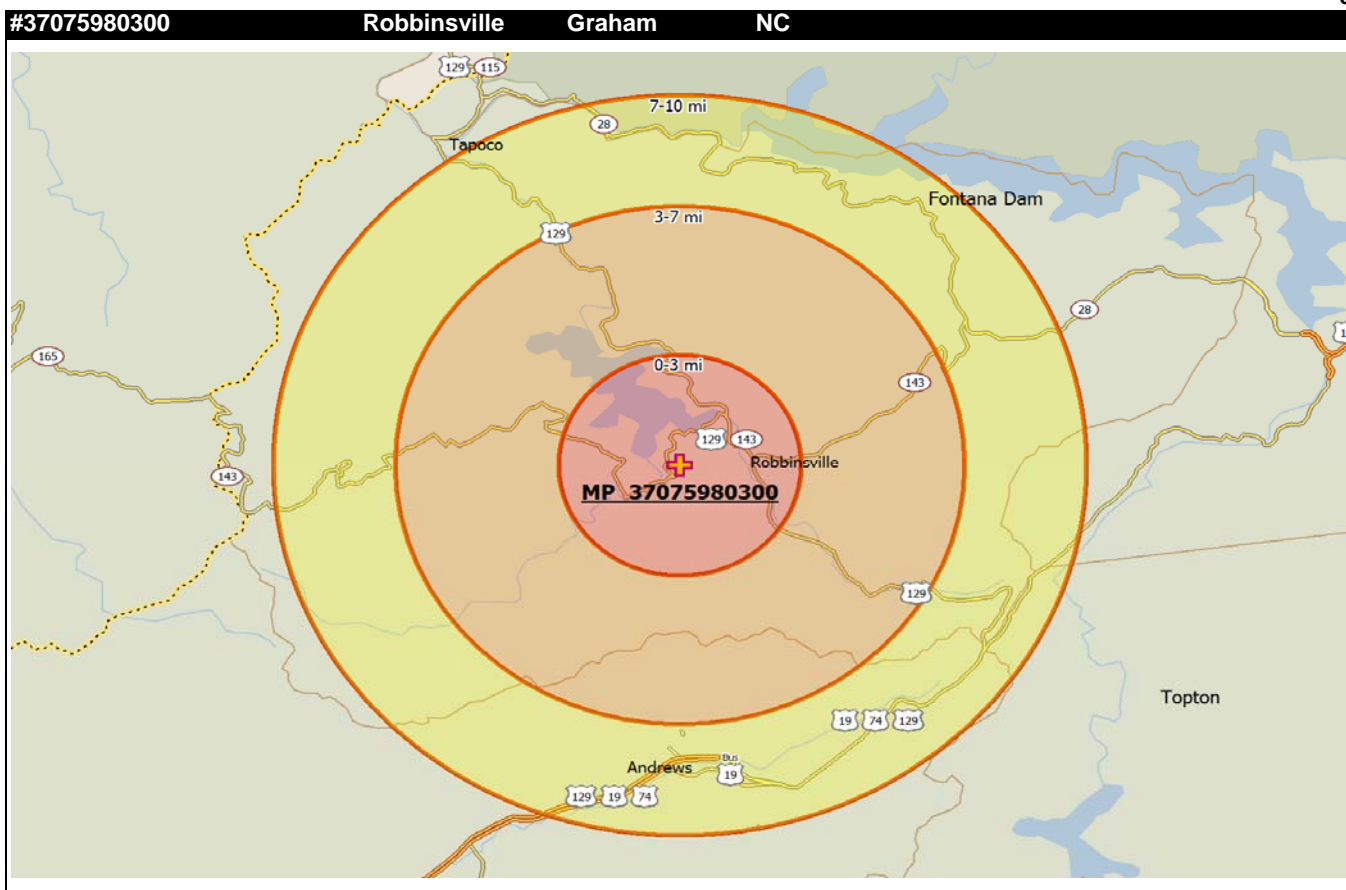 #37075980300 Robbinsville Graham NC
129 115
7-10 mi
28
Tapoco
Fontana Dam
3-7 mi
129
28
165
0-3 mi
143
129 143
Robbinsville
143
MP 37075980300
129
Topton
19 74 129
Bus
Andrews
19
129 19 74